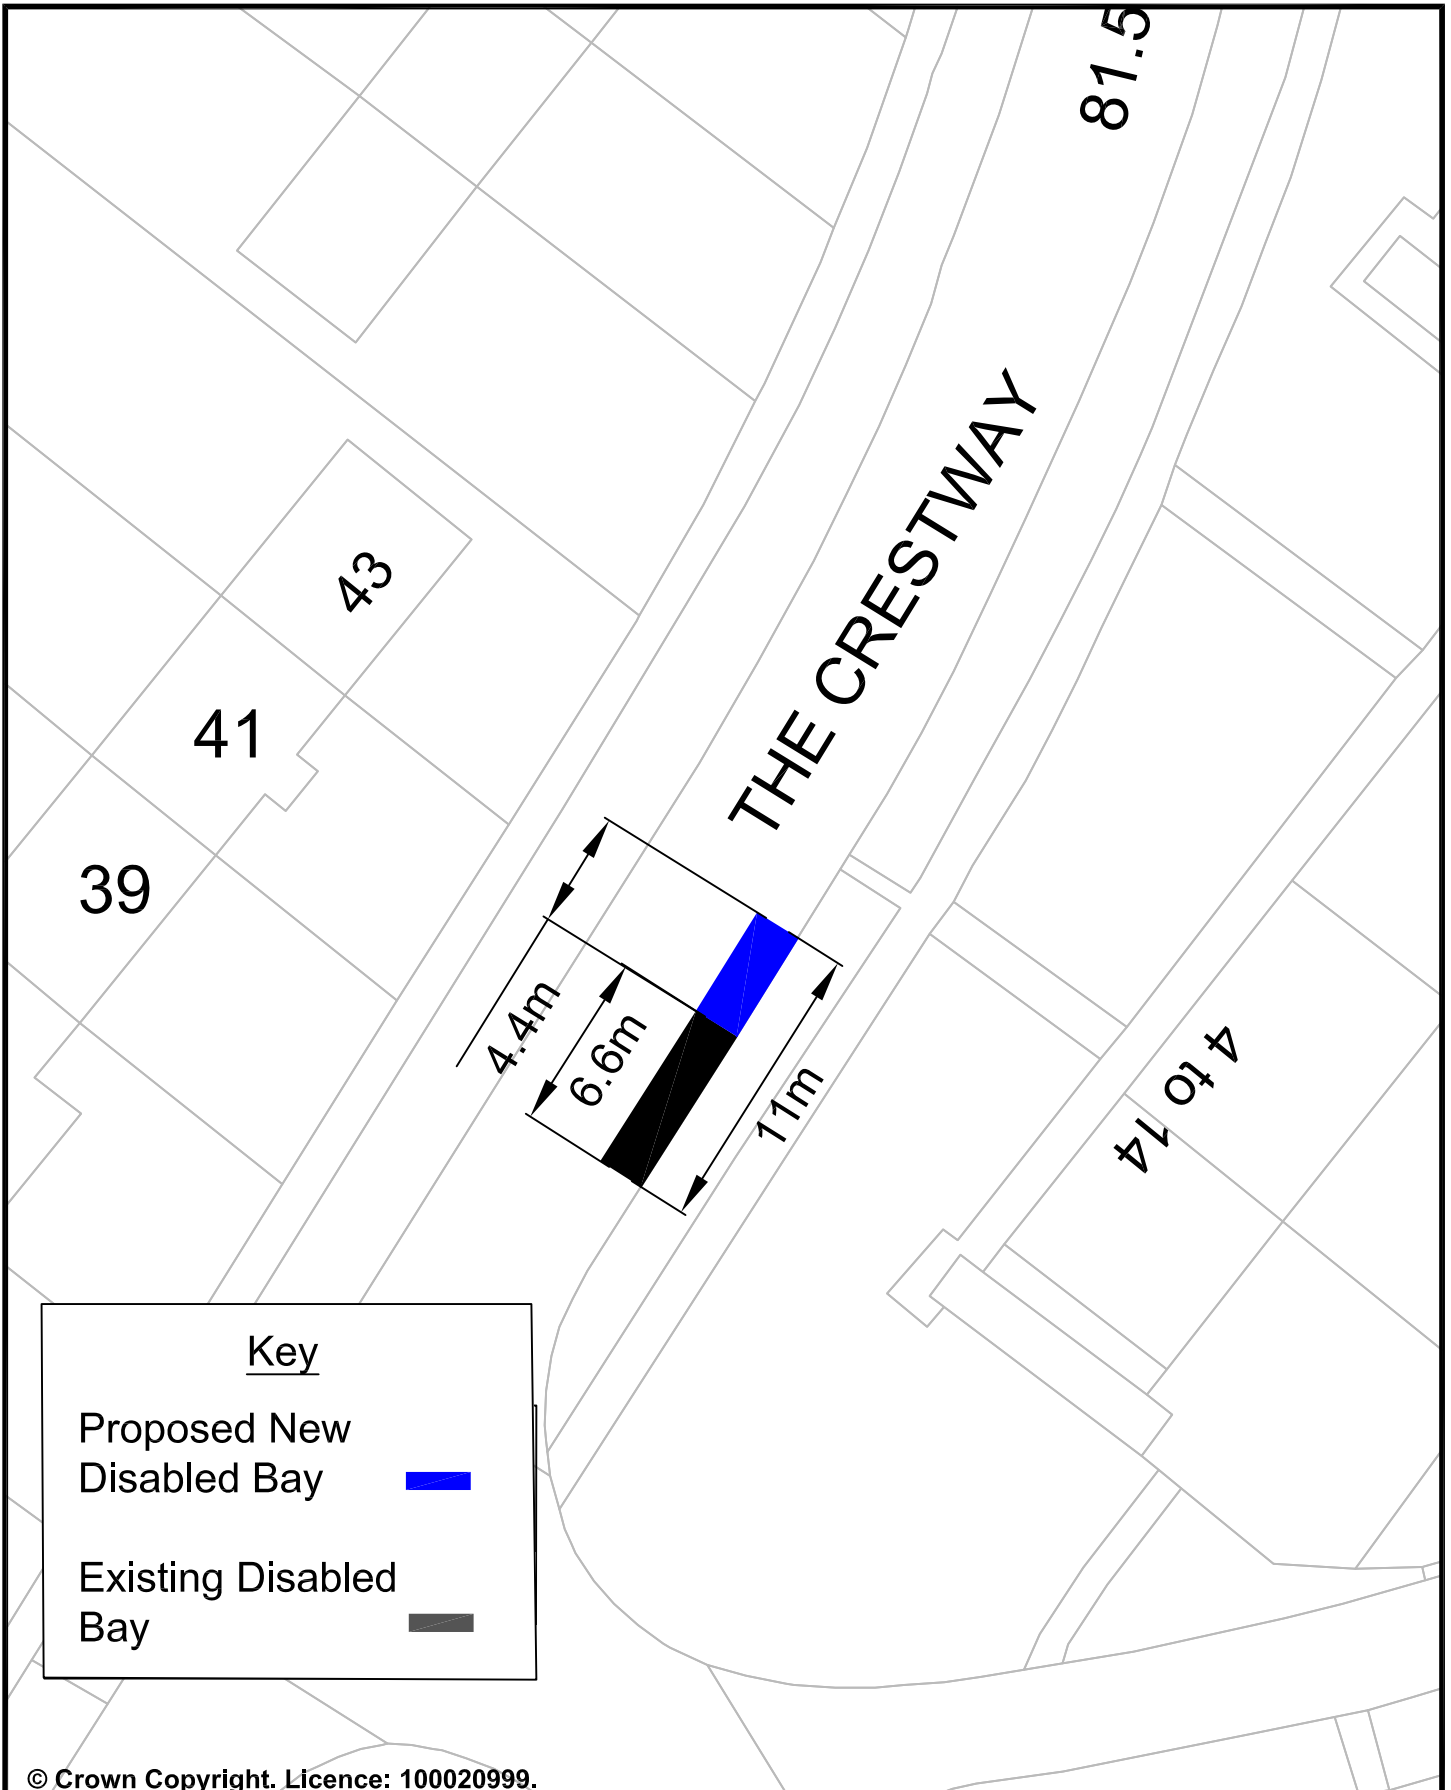 81.5
THE CRESTWAY
43
41
39
4.4m
6.6m
11m
4 to 14
Key
Proposed New
Disabled Bay
Existing Disabled
Bay
© Crown Copyright. Licence: 100020999.